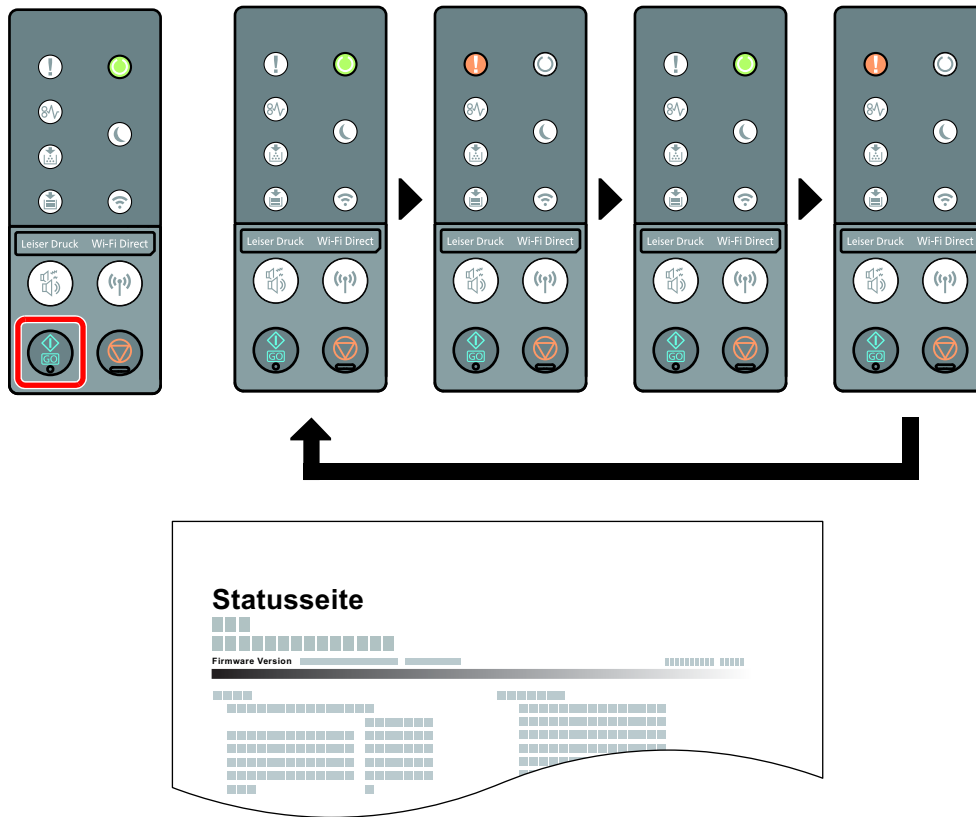 Leiser Druck Wi-Fi Direct
GO
Leiser Druck Wi-Fi Direct
GO
Leiser Druck Wi-Fi Direct
GO
Leiser Druck Wi-Fi Direct
GO
Leiser Druck Wi-Fi Direct
GO
Statusseite
Firmware Version